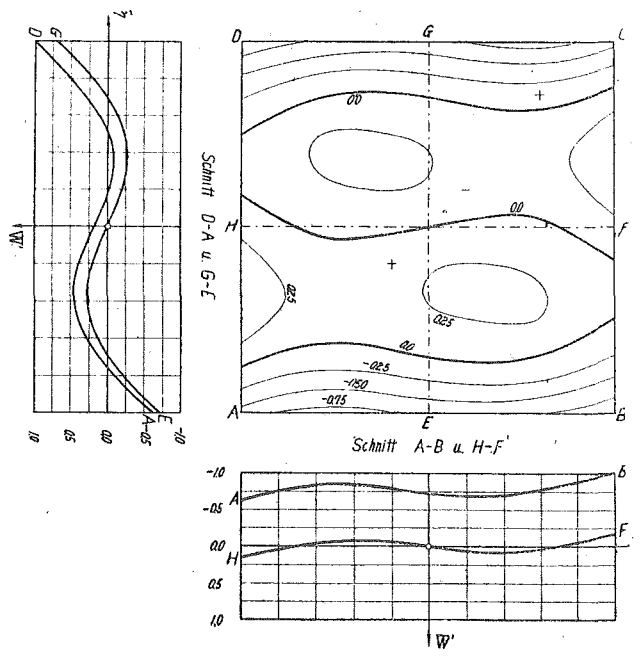 D G y'
D G L
0.0
+
Schnitt D-A u. G-E
−
H 0.0 F
W'
+
0.25
0.25
0.0
-0.25
-1.50
-0.75
A E
A E B
1.0 0.5 0.0 -0.5 -1.0
Schnitt A-B u. H-F
-1.0 B
A
-0.5
F
0.0
H
0.5
1.0
W'